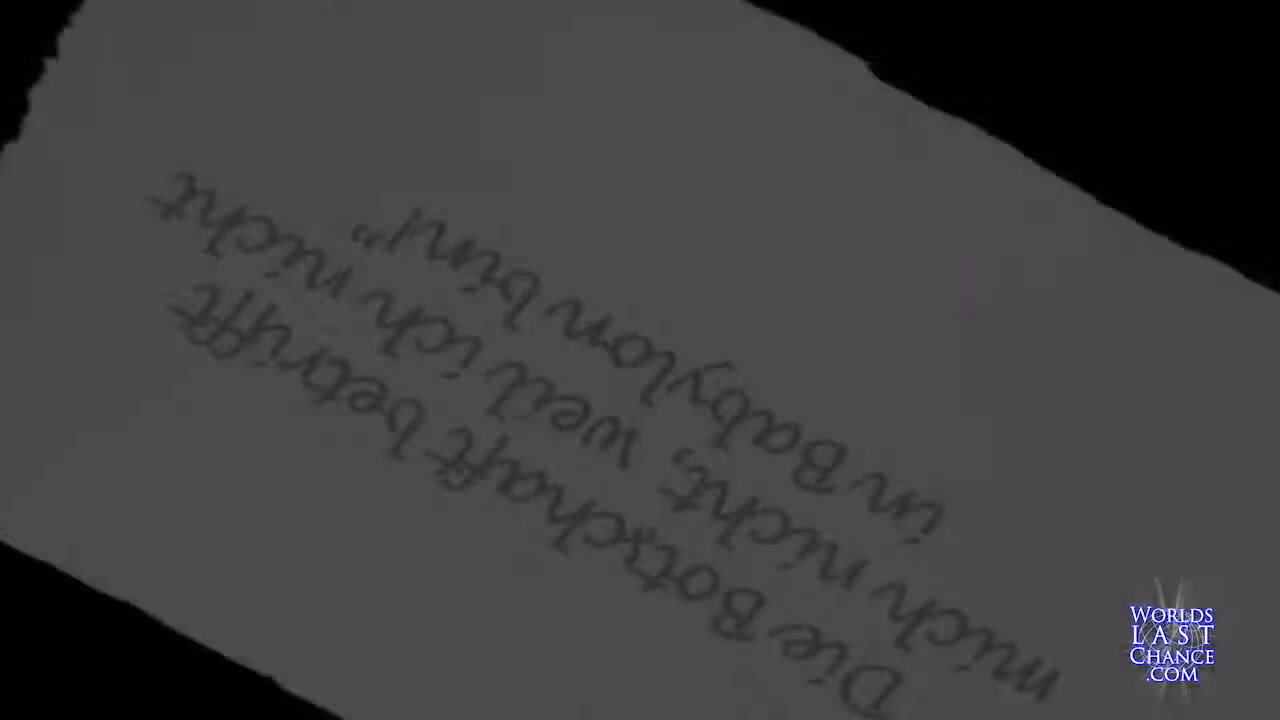 Die Botschaft betrifft
mich nicht, weil ich nicht
in Babylon bin!“
WORLDS
LAST
CHANCE
.COM